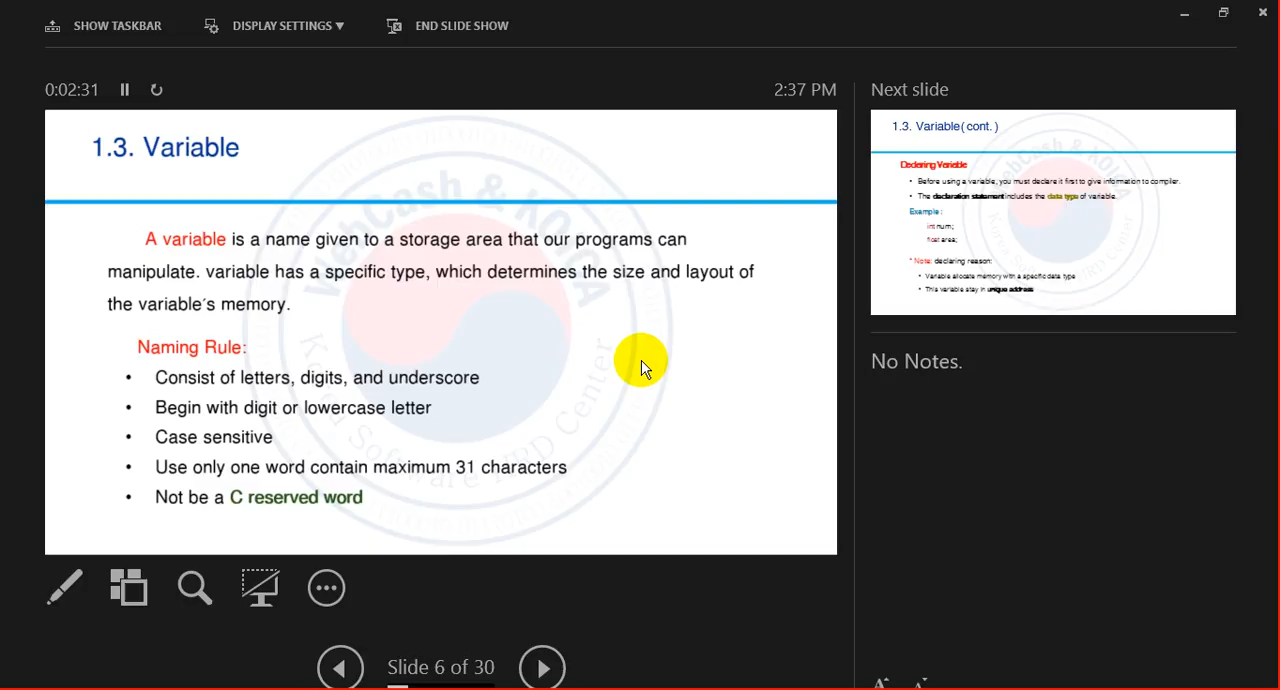 SHOW TASKBAR DISPLAY SETTINGS ▼ END SLIDE SHOW
0:02:31 2:37 PM
1.3. Variable
A variable is a name given to a storage area that our programs can
manipulate. variable has a specific type, which determines the size and layout of
the variable's memory.
Naming Rule:
• Consist of letters, digits, and underscore
• Begin with digit or lowercase letter
• Case sensitive
• Use only one word contain maximum 31 characters
• Not be a C reserved word
WebCash & KOICA
Korea Software HRD Center
Slide 6 of 30
Next slide
1.3. Variable(cont.)
Declaring Variable
• Before using a variable, you must declare it first to give information to compiler.
• The declaration statement includes the data type of variable.
Example:
int num;
float area;
* Note: declaring reason:
• Variable allocate memory with a specific data type
• This variable stay in unique address
No Notes.